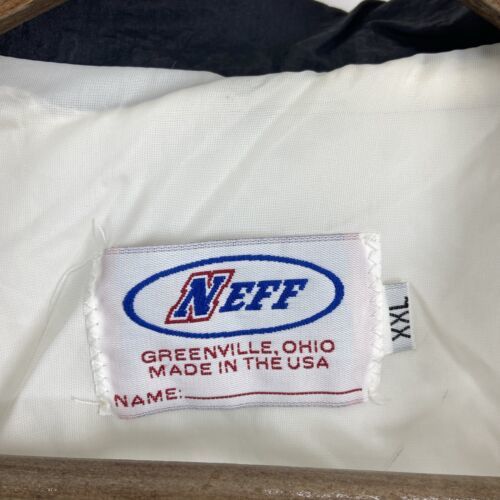 NEFF
GREENVILLE, OHIO
MADE IN THE USA
NAME:
XXL